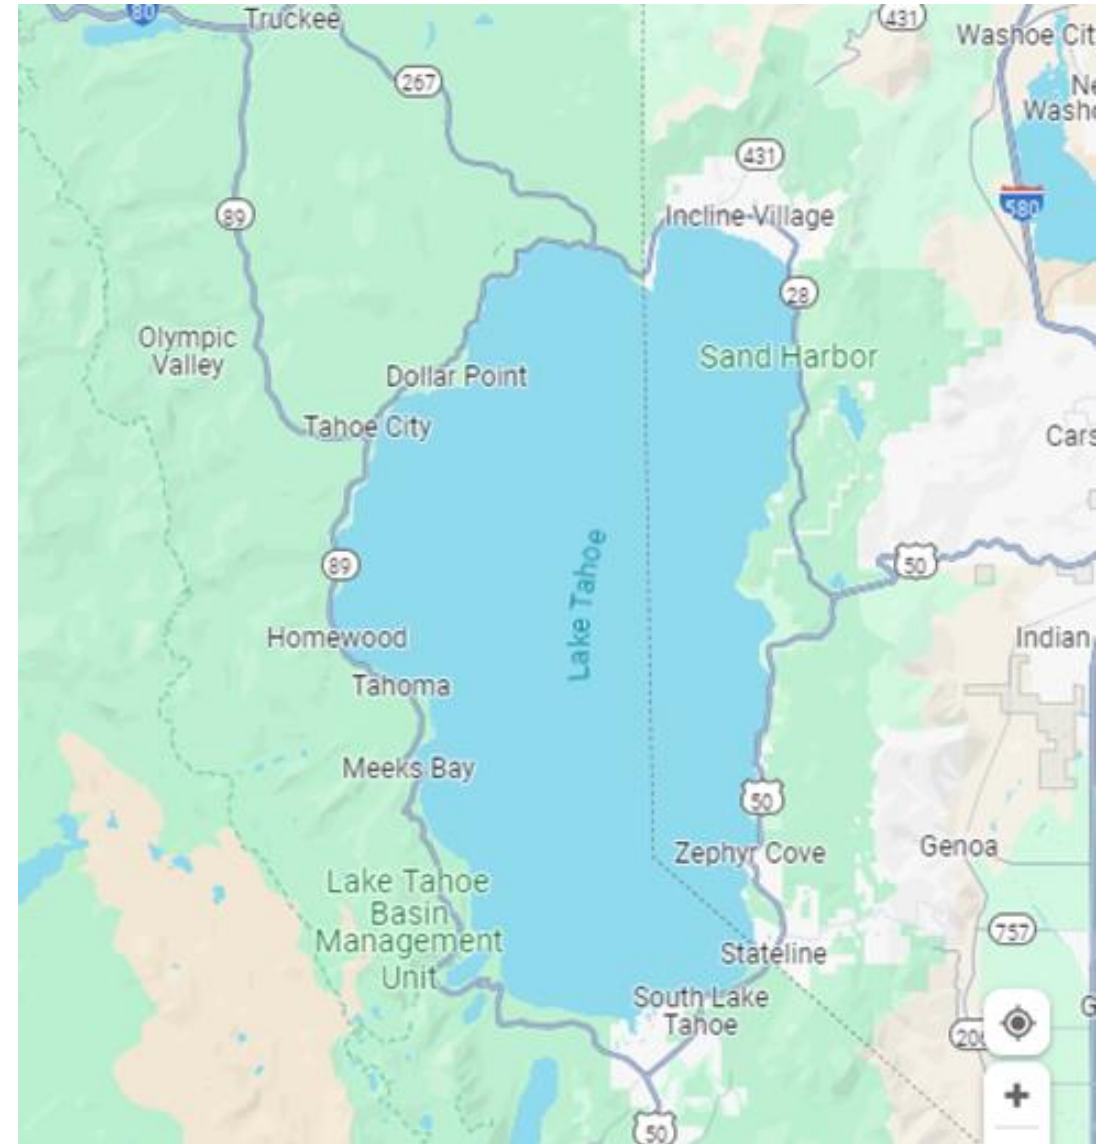 80
Truckee
431
Washoe Cit
267
Ne
Washo
431
89
580
Incline Village
28
Olympic
Valley
Sand Harbor
Dollar Point
Tahoe City
Cars
Lake Tahoe
89
50
Homewood
Indian
Tahoma
Meeks Bay
50
Zephyr Cove
Genoa
Lake Tahoe
Basin
Management
Unit
757
Stateline
South Lake
Tahoe
G
206
+
50